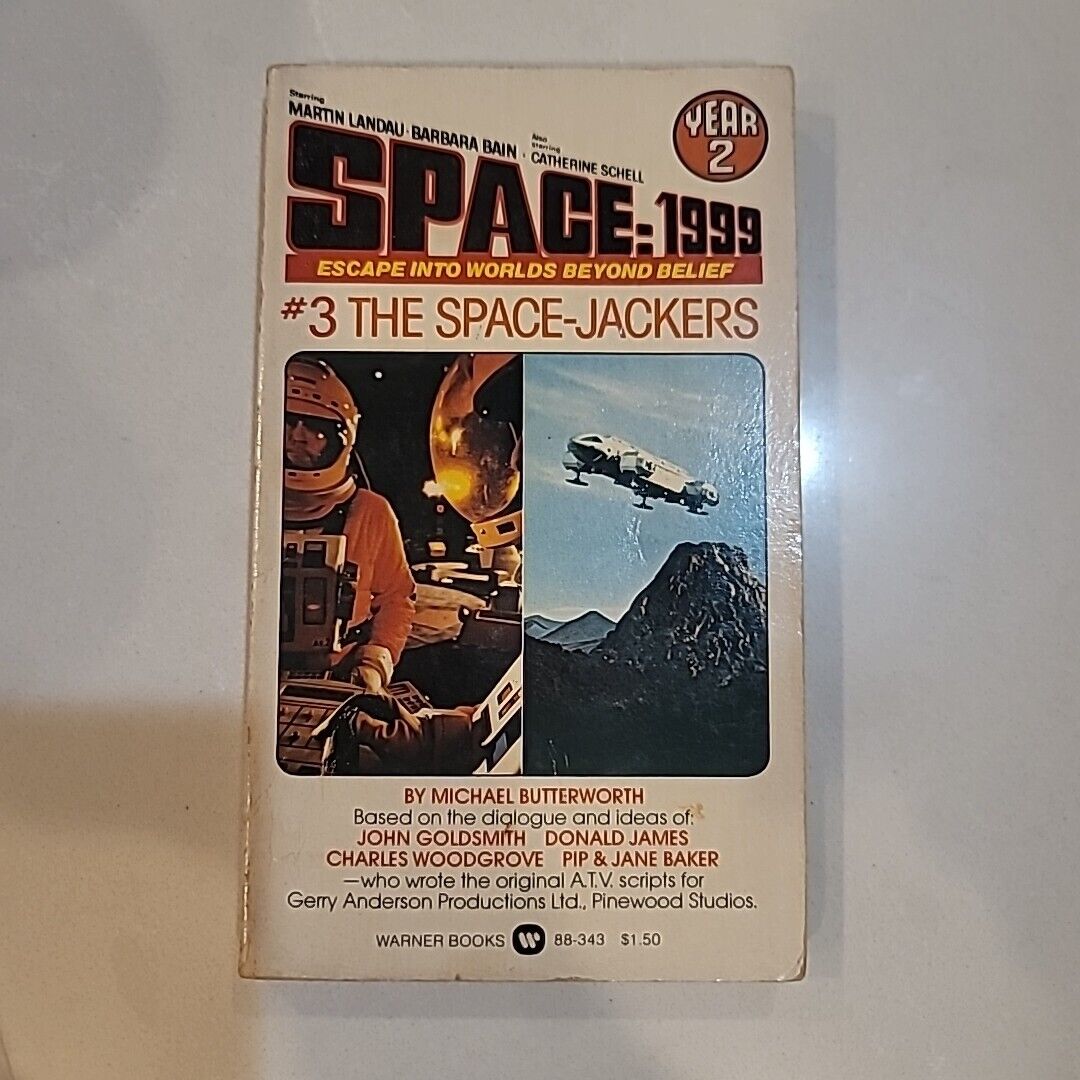 Starring
MARTIN LANDAU · BARBARA BAIN ·
Also
starring
CATHERINE SCHELL
YEAR
2
SPACE: 1999
ESCAPE INTO WORLDS BEYOND BELIEF
#3 THE SPACE-JACKERS
BY MICHAEL BUTTERWORTH
Based on the dialogue and ideas of:
JOHN GOLDSMITH DONALD JAMES
CHARLES WOODGROVE PIP & JANE BAKER
—who wrote the original A.T.V. scripts for
Gerry Anderson Productions Ltd., Pinewood Studios.
WARNER BOOKS W 88-343 $1.50